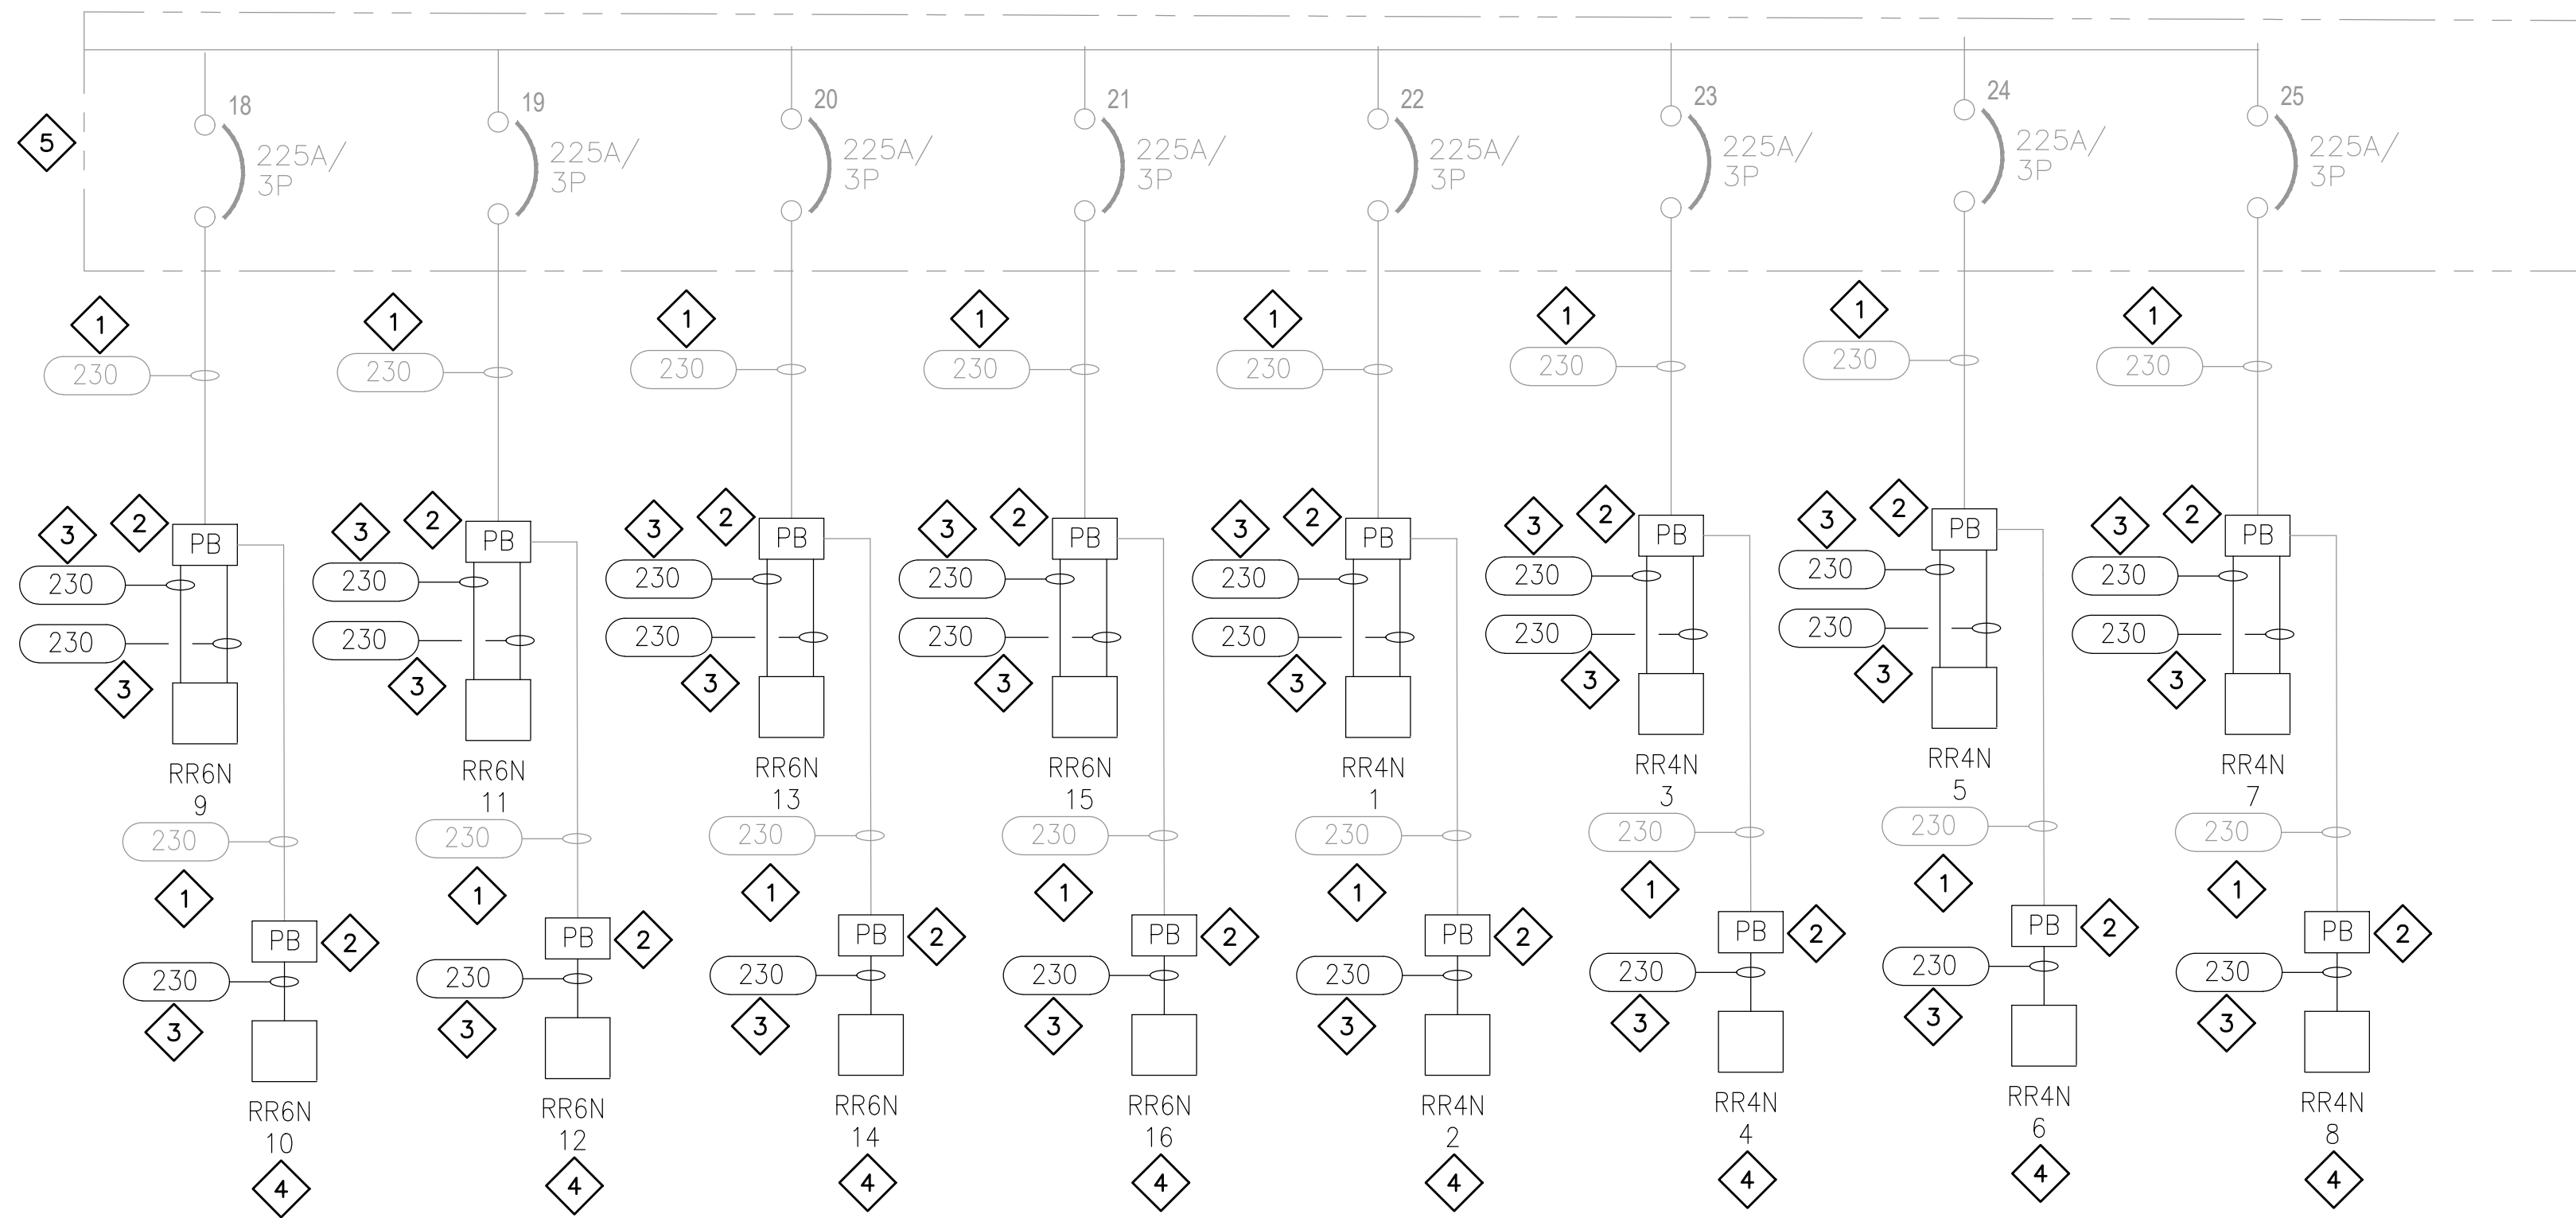 18 19 20 21 22 23 24 25
5
225A/ 225A/ 225A/ 225A/ 225A/ 225A/ 225A/ 225A/
3P 3P 3P 3P 3P 3P 3P 3P
1 1 1 1 1 1 1 1
230 230 230 230 230 230 230 230
3 2 3 2 3 2 3 2 3 2 3 2 3 2 3 2
PB PB PB PB PB PB PB PB
230 230 230 230 230 230 230 230
230 230 230 230 230 230 230 230
3 3 3 3 3 3 3 3
RR6N RR6N RR6N RR6N RR4N RR4N RR4N RR4N
9 11 13 15 1 3 5 7
230 230 230 230 230 230 230 230
1 1 1 1 1 1 1 1
PB 2 PB 2 PB 2 PB 2 PB 2 PB 2 PB 2 PB 2
230 230 230 230 230 230 230 230
3 3 3 3 3 3 3 3
RR6N RR6N RR6N RR6N RR4N RR4N RR4N RR4N
10 12 14 16 2 4 6 8
4 4 4 4 4 4 4 4